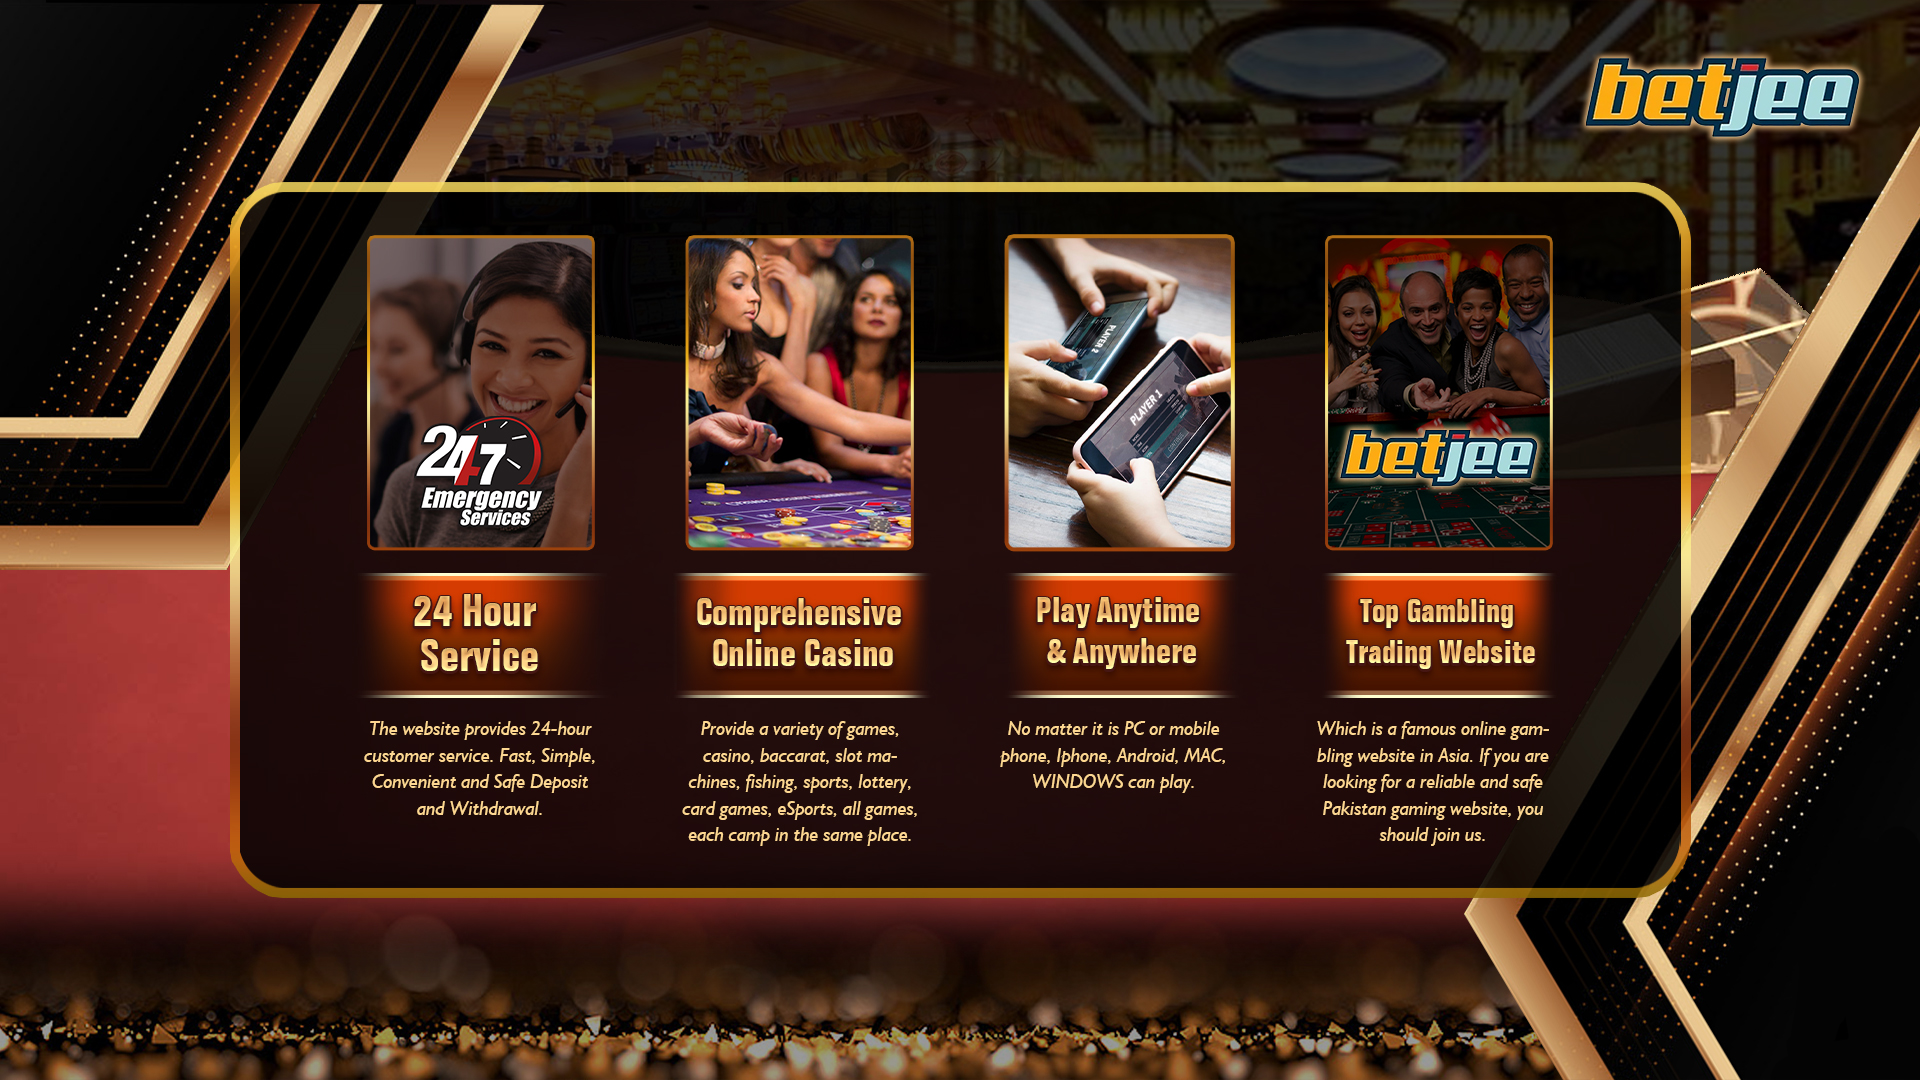 betjee
24 7
Emergency
Services
PLAYER 2
PLAYER 1
betjee
24 Hour
Service
Comprehensive
Online Casino
Play Anytime
& Anywhere
Top Gambling
Trading Website
The website provides 24-hour
customer service. Fast, Simple,
Convenient and Safe Deposit
and Withdrawal.
Provide a variety of games,
casino, baccarat, slot ma-
chines, fishing, sports, lottery,
card games, eSports, all games,
each camp in the same place.
No matter it is PC or mobile
phone, Iphone, Android, MAC,
WINDOWS can play.
Which is a famous online gam-
bling website in Asia. If you are
looking for a reliable and safe
Pakistan gaming website, you
should join us.